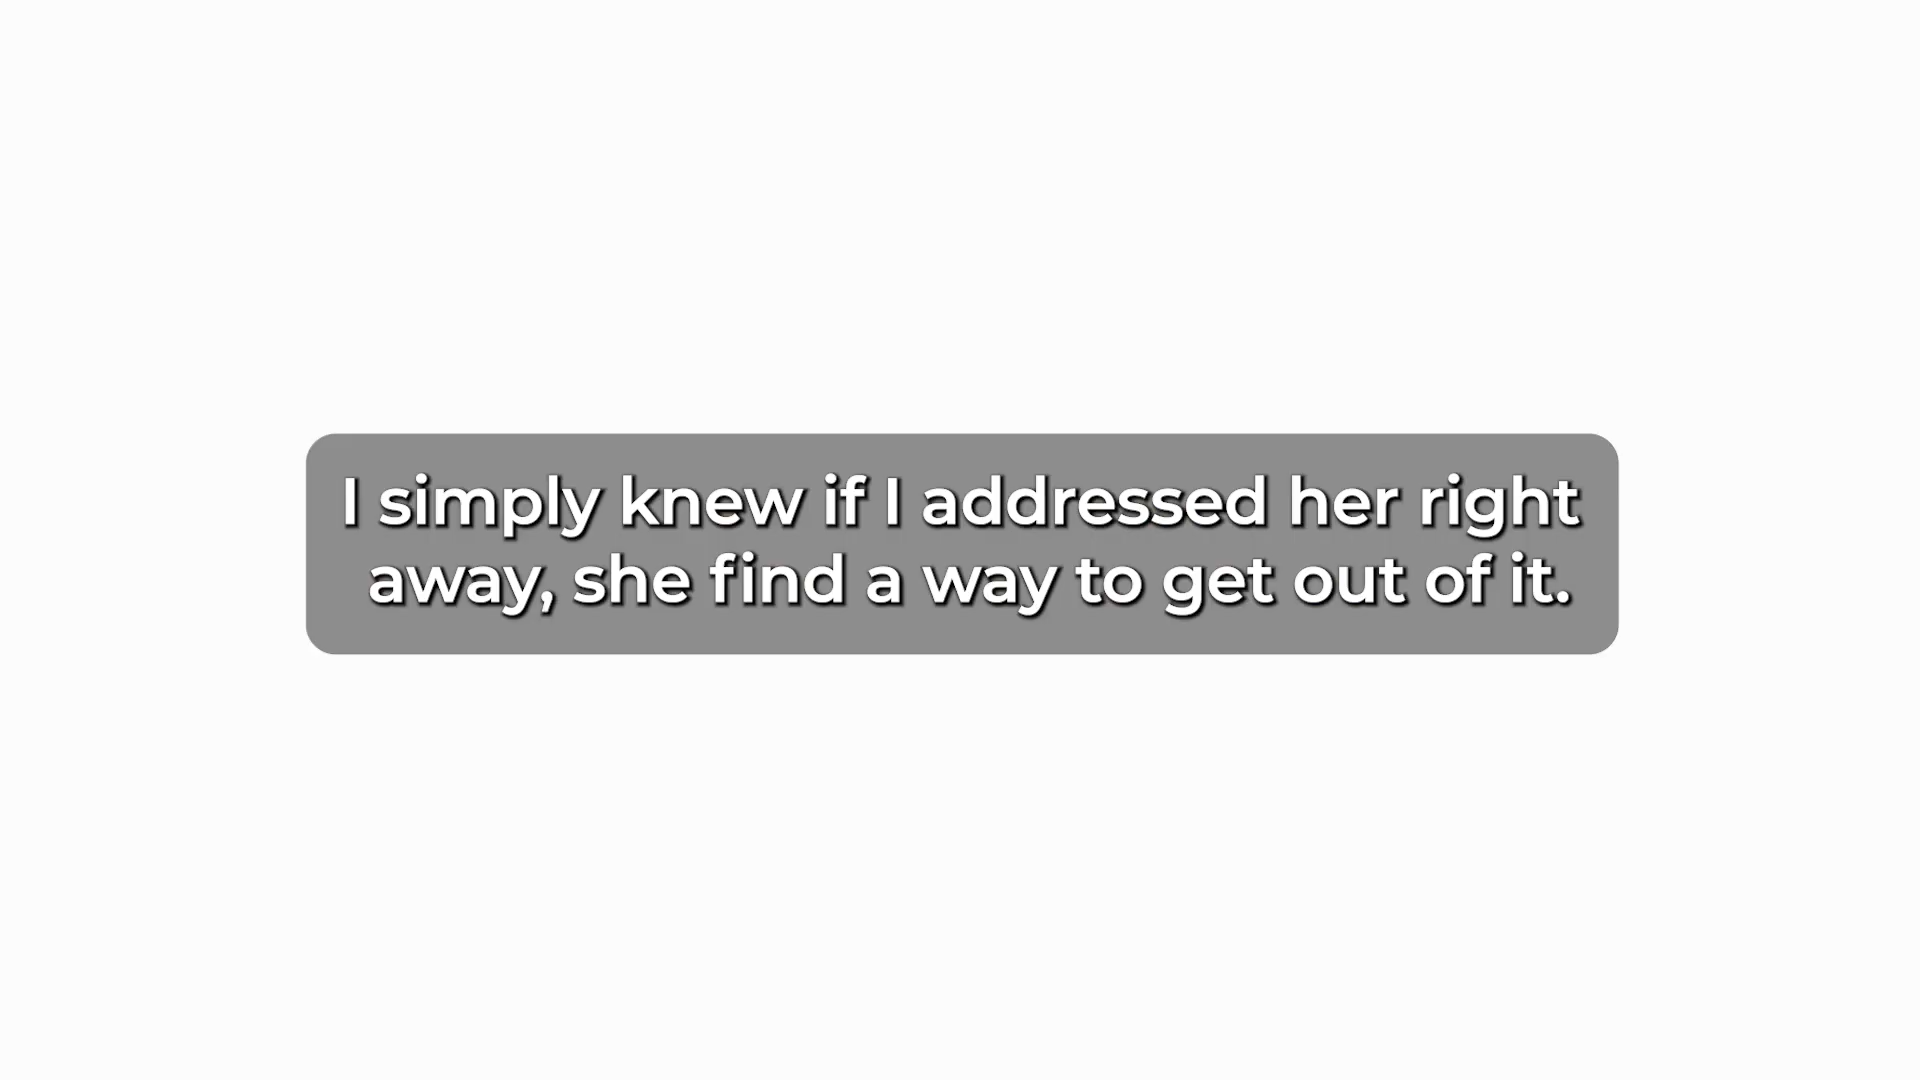 I simply knew if I addressed her right
away, she find a way to get out of it.